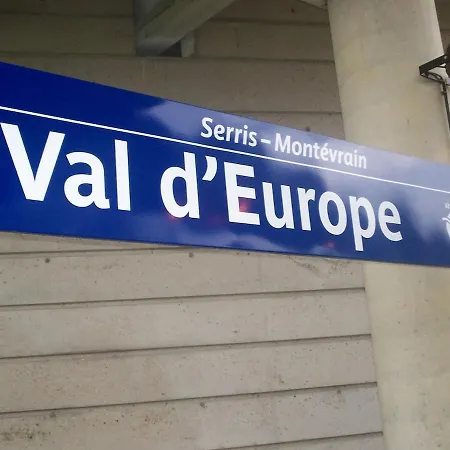 Serris – Montévrain
Val d'Europe